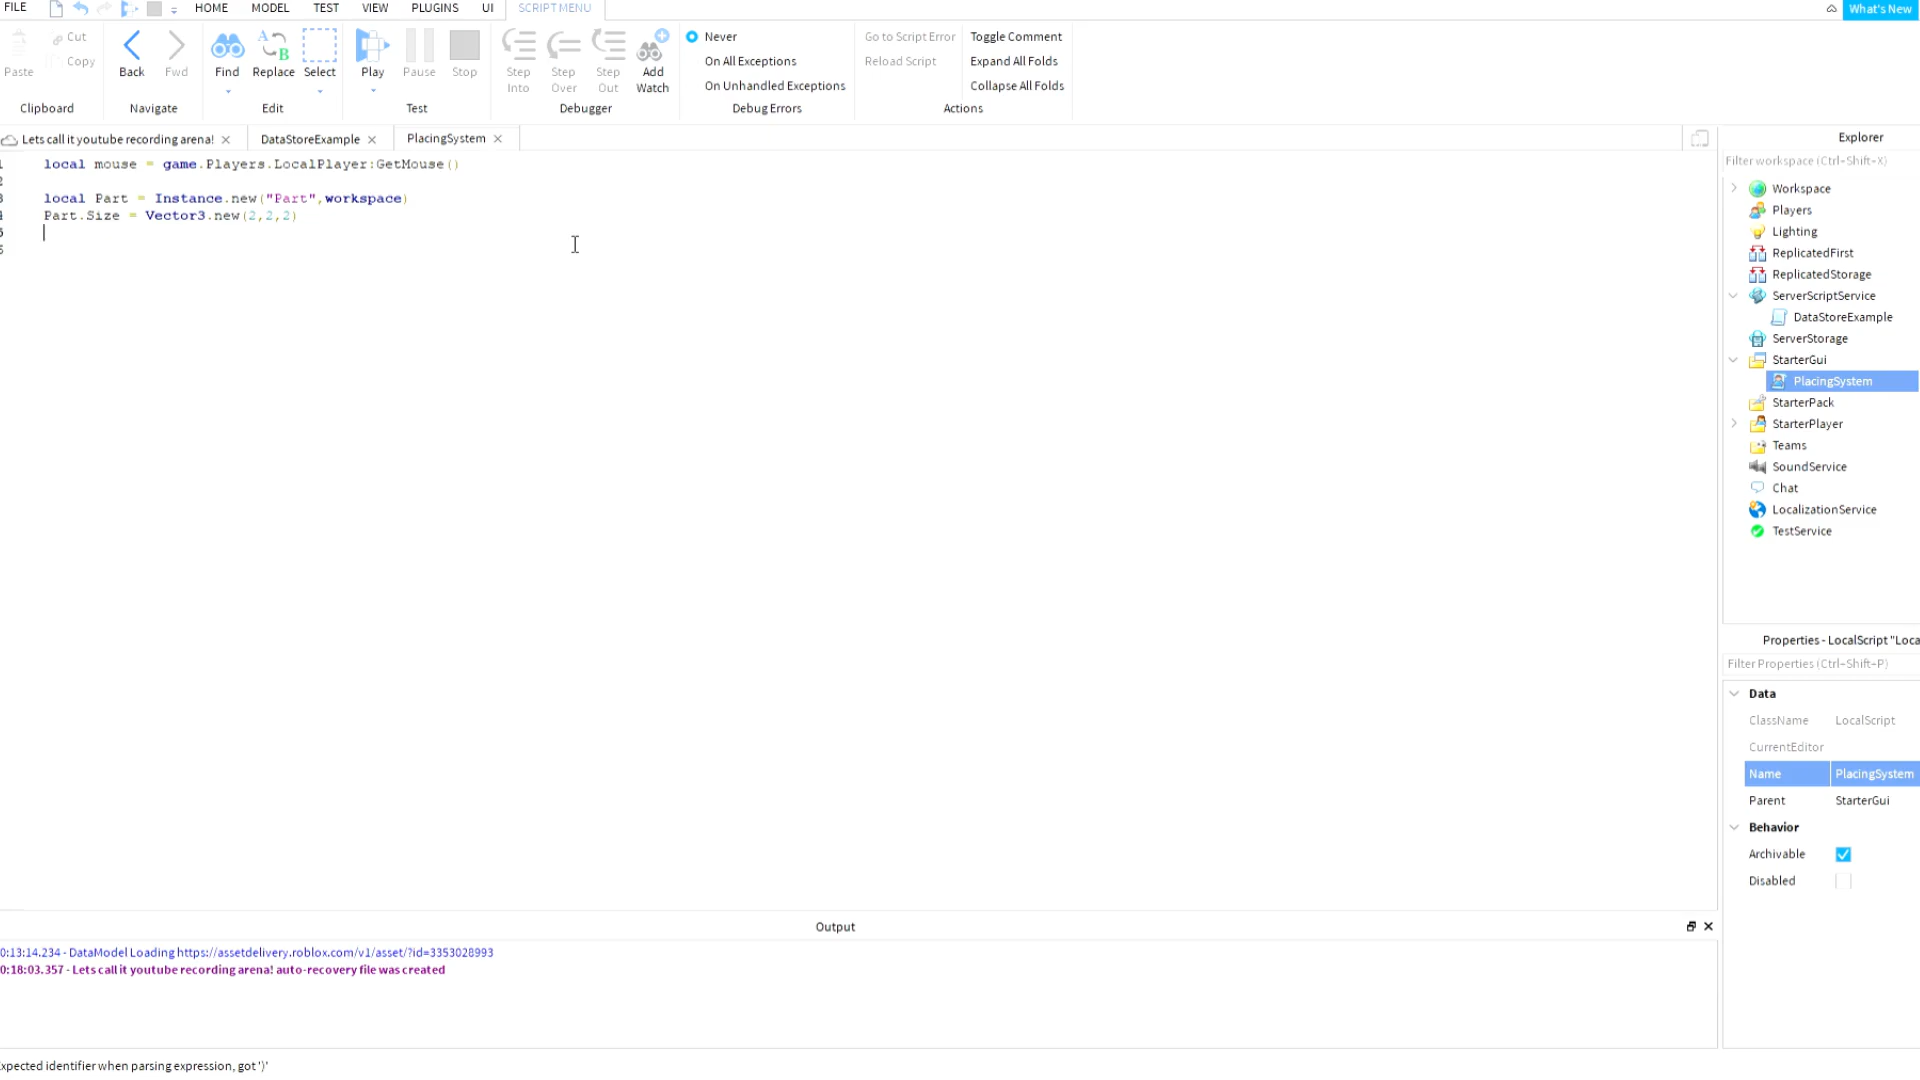 FILE HOME MODEL TEST VIEW PLUGINS UI SCRIPT MENU What's New
Paste Cut Copy
Clipboard
Back Fwd
Navigate
Find Replace Select
Edit
Play Pause Stop
Test
Step Into Step Over Step Out Add Watch
Debugger
Never
On All Exceptions
On Unhandled Exceptions
Debug Errors
Go to Script Error
Reload Script
Toggle Comment
Expand All Folds
Collapse All Folds
Actions
Lets call it youtube recording arena! DataStoreExample PlacingSystem
local mouse = game.Players.LocalPlayer:GetMouse()
local Part = Instance.new("Part",workspace)
Part.Size = Vector3.new(2,2,2)
Explorer
Filter workspace (Ctrl+Shift+X)
Workspace
Players
Lighting
ReplicatedFirst
ReplicatedStorage
ServerScriptService
DataStoreExample
ServerStorage
StarterGui
PlacingSystem
StarterPack
StarterPlayer
Teams
SoundService
Chat
LocalizationService
TestService
Properties - LocalScript "Loca
Filter Properties (Ctrl+Shift+P)
Data
ClassName LocalScript
CurrentEditor
Name PlacingSystem
Parent StarterGui
Behavior
Archivable
Disabled
Output
0:13:14.234 - DataModel Loading https://assetdelivery.roblox.com/v1/asset/?id=3353028993
0:18:03.357 - Lets call it youtube recording arena! auto-recovery file was created
xpected identifier when parsing expression, got ')'